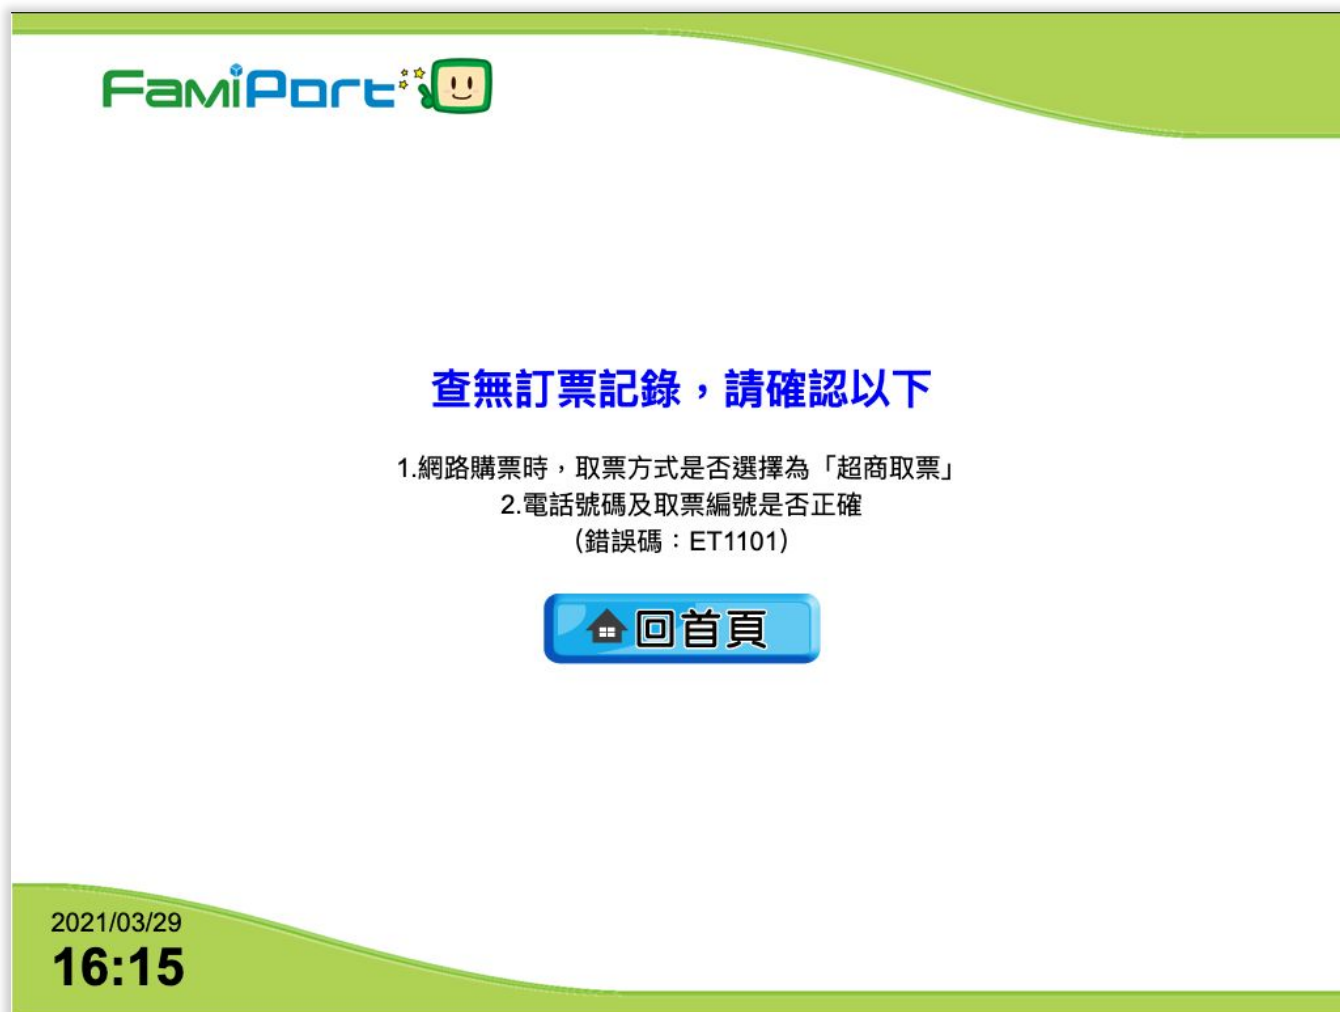 FamiPort
查無訂票記錄，請確認以下
1.網路購票時，取票方式是否選擇為「超商取票」
2.電話號碼及取票編號是否正確
（錯誤碼：ET1101）
回首頁
2021/03/29
16:15